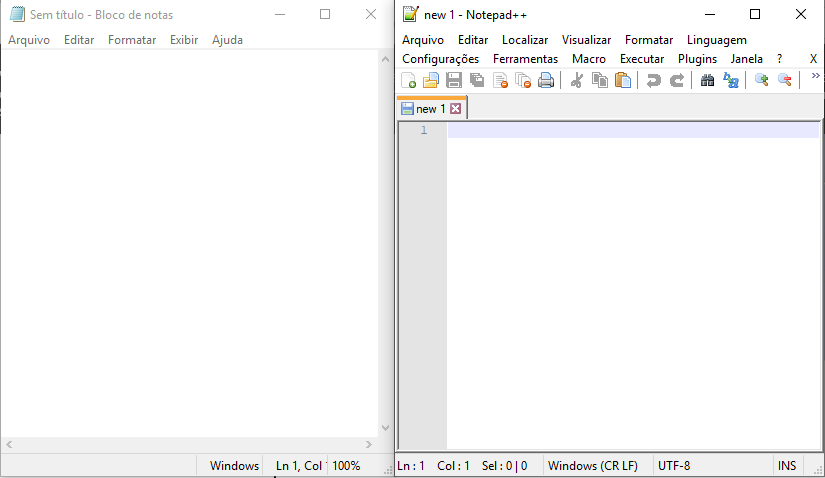 Sem título - Bloco de notas
Arquivo Editar Formatar Exibir Ajuda
Windows Ln 1, Col 100%
new 1 - Notepad++
Arquivo Editar Localizar Visualizar Formatar Linguagem
Configurações Ferramentas Macro Executar Plugins Janela ? X
new 1
1
Ln : 1 Col : 1 Sel : 0 | 0 Windows (CR LF) UTF-8 INS